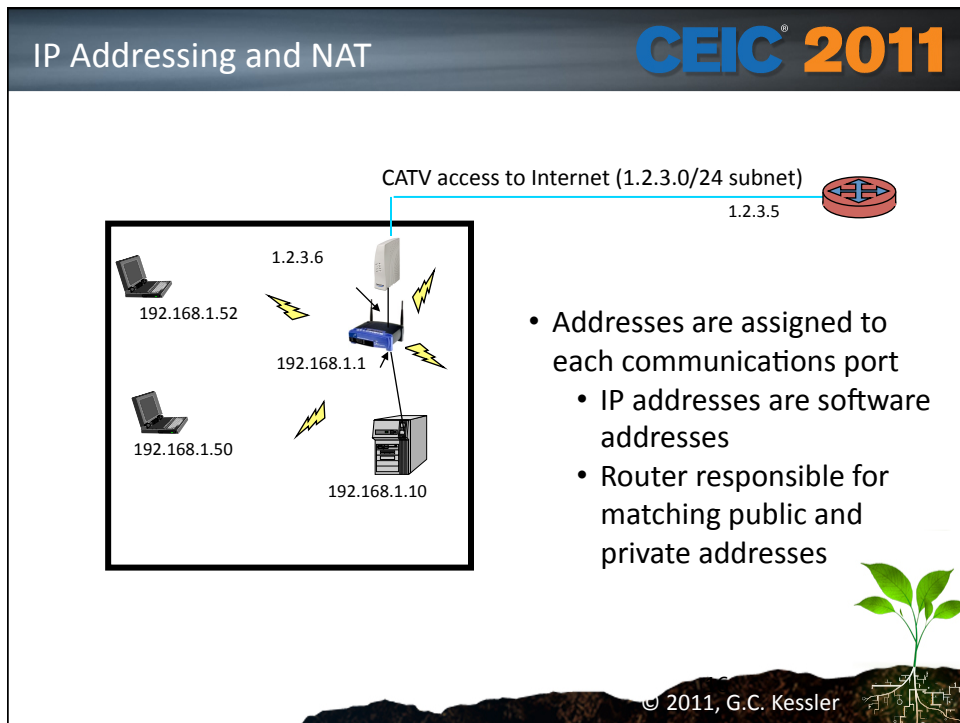 IP Addressing and NAT
CEIC® 2011
CATV access to Internet (1.2.3.0/24 subnet)
1.2.3.5
1.2.3.6
192.168.1.52
192.168.1.1
192.168.1.50
192.168.1.10
• Addresses are assigned to
each communications port
• IP addresses are software
addresses
• Router responsible for
matching public and
private addresses
© 2011, G.C. Kessler